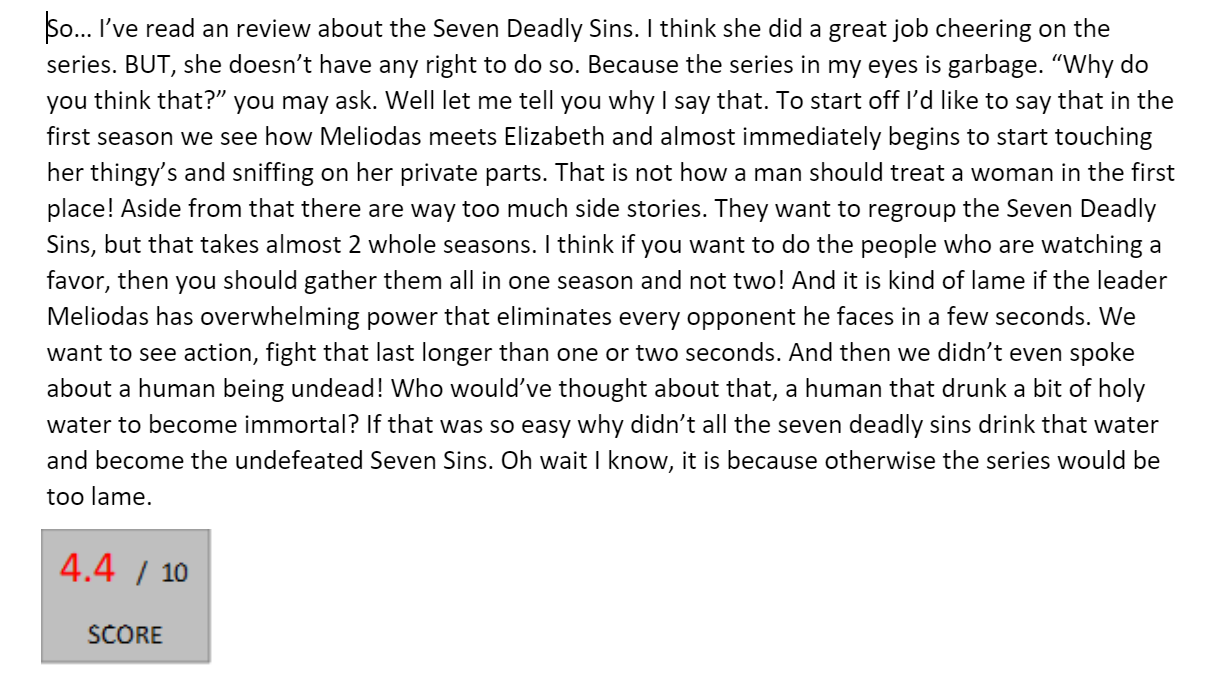 So... I’ve read an review about the Seven Deadly Sins. I think she did a great job cheering on the
series. BUT, she doesn’t have any right to do so. Because the series in my eyes is garbage. “Why do
you think that?” you may ask. Well let me tell you why I say that. To start off I’d like to say that in the
first season we see how Meliodas meets Elizabeth and almost immediately begins to start touching
her thingy’s and sniffing on her private parts. That is not how a man should treat a woman in the first
place! Aside from that there are way too much side stories. They want to regroup the Seven Deadly
Sins, but that takes almost 2 whole seasons. I think if you want to do the people who are watching a
favor, then you should gather them all in one season and not two! And it is kind of lame if the leader
Meliodas has overwhelming power that eliminates every opponent he faces in a few seconds. We
want to see action, fight that last longer than one or two seconds. And then we didn’t even spoke
about a human being undead! Who would’ve thought about that, a human that drunk a bit of holy
water to become immortal? If that was so easy why didn’t all the seven deadly sins drink that water
and become the undefeated Seven Sins. Oh wait I know, it is because otherwise the series would be
too lame.
4.4 / 10
SCORE